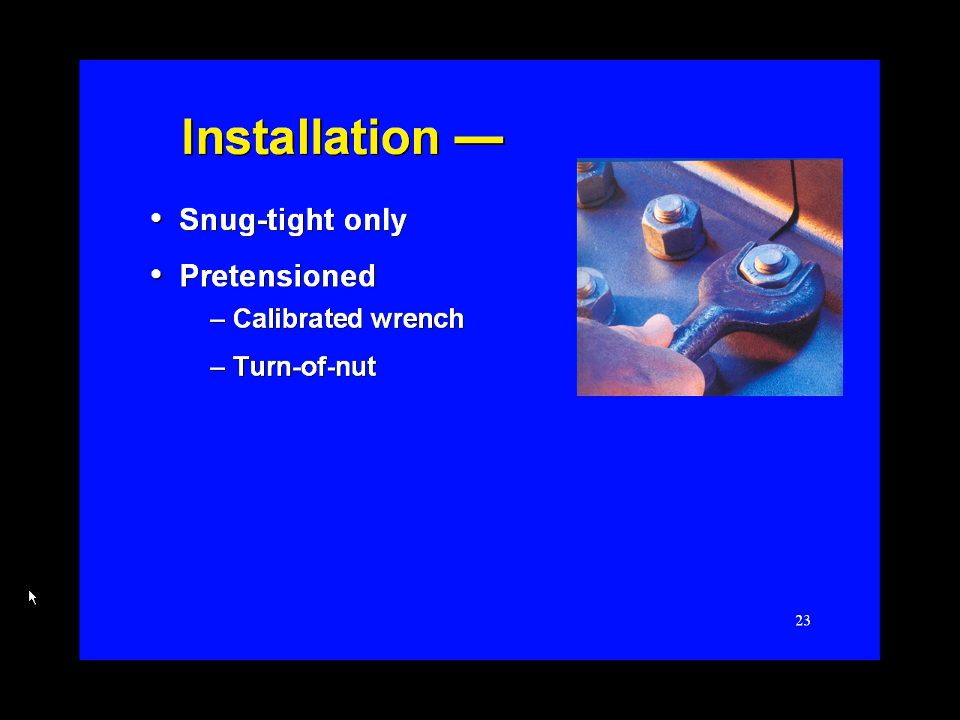 Installation —
• Snug-tight only
• Pretensioned
– Calibrated wrench
– Turn-of-nut
23